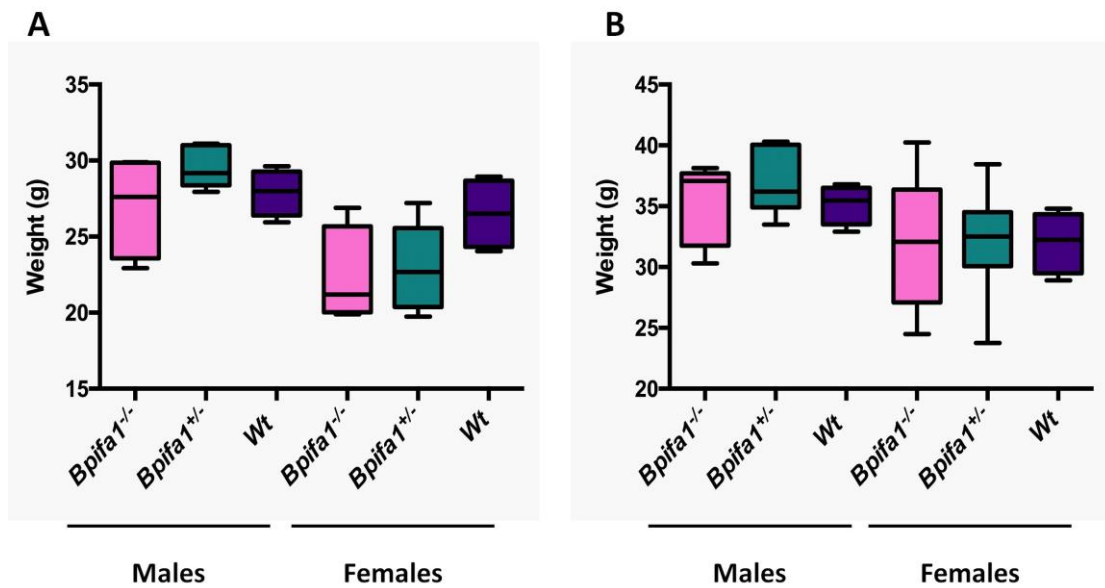 A
B
35
30
25
20
15
Weight (g)
Bpifa1-/-
Bpifa1+/-
Wt
Bpifa1-/-
Bpifa1+/-
Wt
Males
Females
45
40
35
30
25
20
Weight (g)
Bpifa1-/-
Bpifa1+/-
Wt
Bpifa1-/-
Bpifa1+/-
Wt
Males
Females